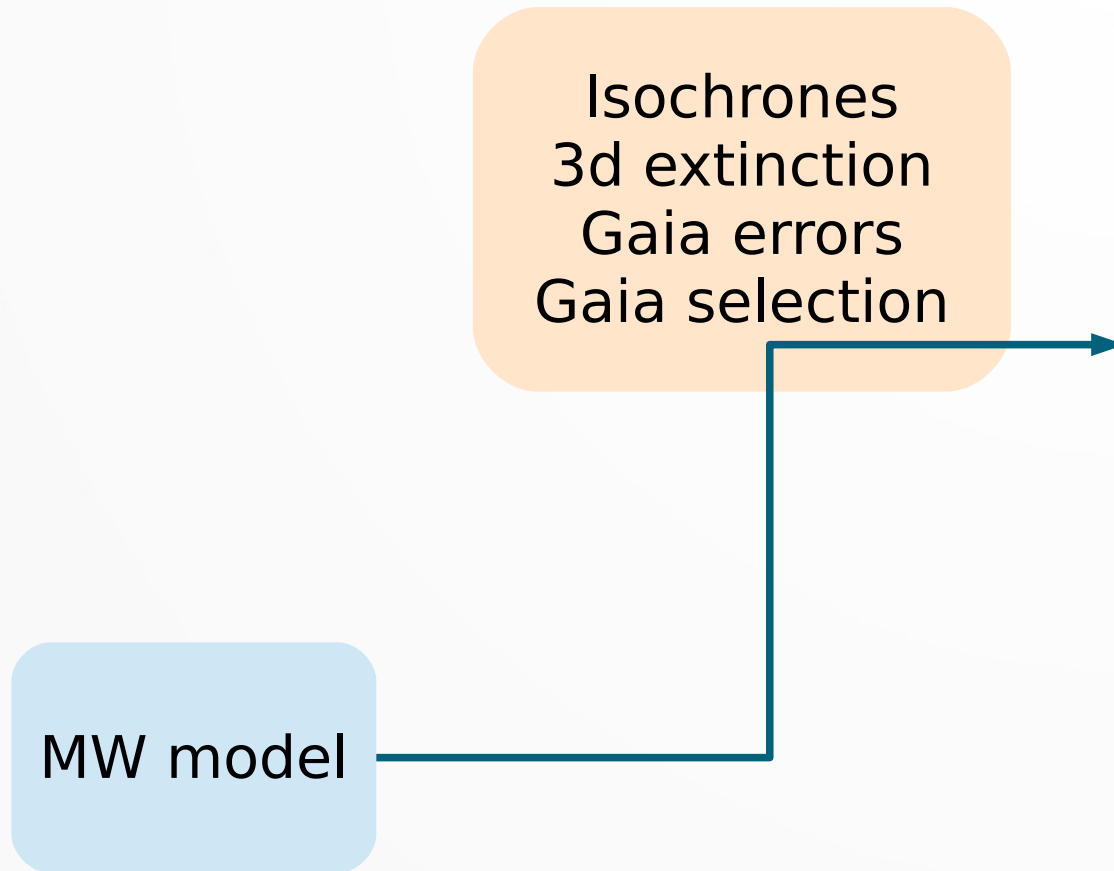 Isochrones
3d extinction
Gaia errors
Gaia selection
MW model